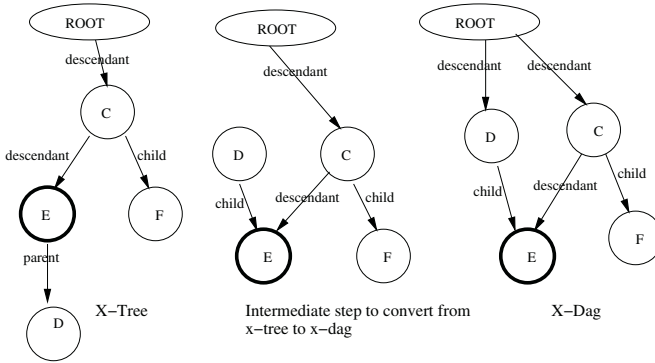 ROOT
descendant
C
descendant
child
E
F
parent
D
X-Tree
ROOT
descendant
D
C
child
descendant
child
E
F
Intermediate step to convert from
x-tree to x-dag
ROOT
descendant
descendant
D
C
child
descendant
child
E
F
X-Dag